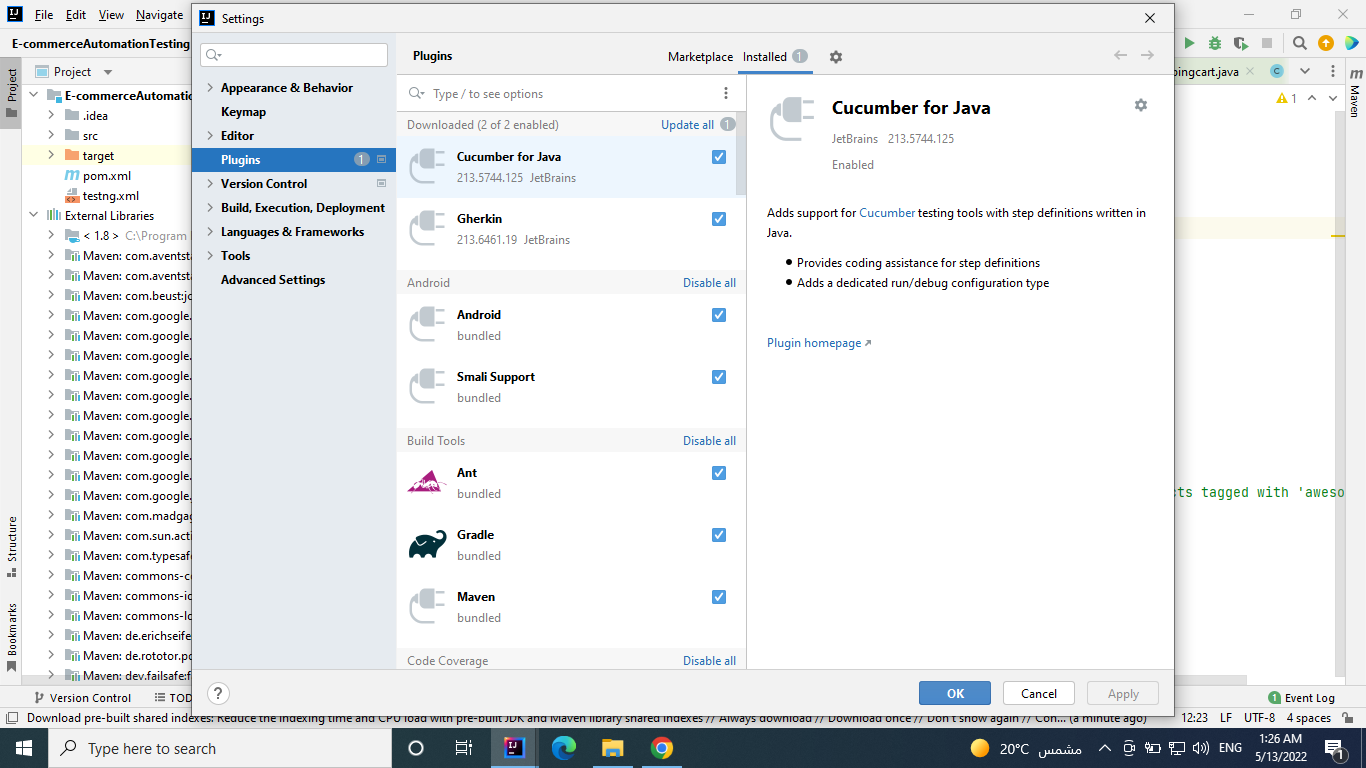 File Edit View Navigate
Settings
E-commerceAutomationTesting
Project
E-commerceAutomatio
.idea
src
target
pom.xml
testng.xml
External Libraries
< 1.8 > C:\Program
Maven: com.aventsta
Maven: com.aventsta
Maven: com.beust:jc
Maven: com.google.
Maven: com.google.
Maven: com.google.
Maven: com.google.
Maven: com.google.
Maven: com.google.
Maven: com.google.
Maven: com.google.
Maven: com.google.
Maven: com.google.
Maven: com.madgag
Maven: com.sun.acti
Maven: com.typesafe
Maven: commons-co
Maven: commons-io
Maven: commons-lo
Maven: de.erichseife
Maven: de.rototor.po
Maven: dev.failsafe:f
Project
Structure
Bookmarks
Appearance & Behavior
Keymap
Editor
Plugins 1
Version Control
Build, Execution, Deployment
Languages & Frameworks
Tools
Advanced Settings
Plugins
Marketplace
Installed 1
Type / to see options
Downloaded (2 of 2 enabled) Update all 1
Cucumber for Java
213.5744.125 JetBrains
Gherkin
213.6461.19 JetBrains
Android Disable all
Android
bundled
Smali Support
bundled
Build Tools Disable all
Ant
bundled
Gradle
bundled
Maven
bundled
Code Coverage Disable all
Cucumber for Java
JetBrains 213.5744.125
Enabled
Adds support for Cucumber testing tools with step definitions written in
Java.
Provides coding assistance for step definitions
Adds a dedicated run/debug configuration type
Plugin homepage
? OK Cancel Apply
pingcart.java
1
Maven
cts tagged with 'aweso
Version Control TOD
1 Event Log
Download pre-built shared indexes: Reduce the indexing time and CPU load with pre-built JDK and Maven library shared indexes // Always download // Download once // Don't show again // Con... (a minute ago) 12:23 LF UTF-8 4 spaces
Type here to search
20°C مشمس
ENG
1:26 AM
5/13/2022
1